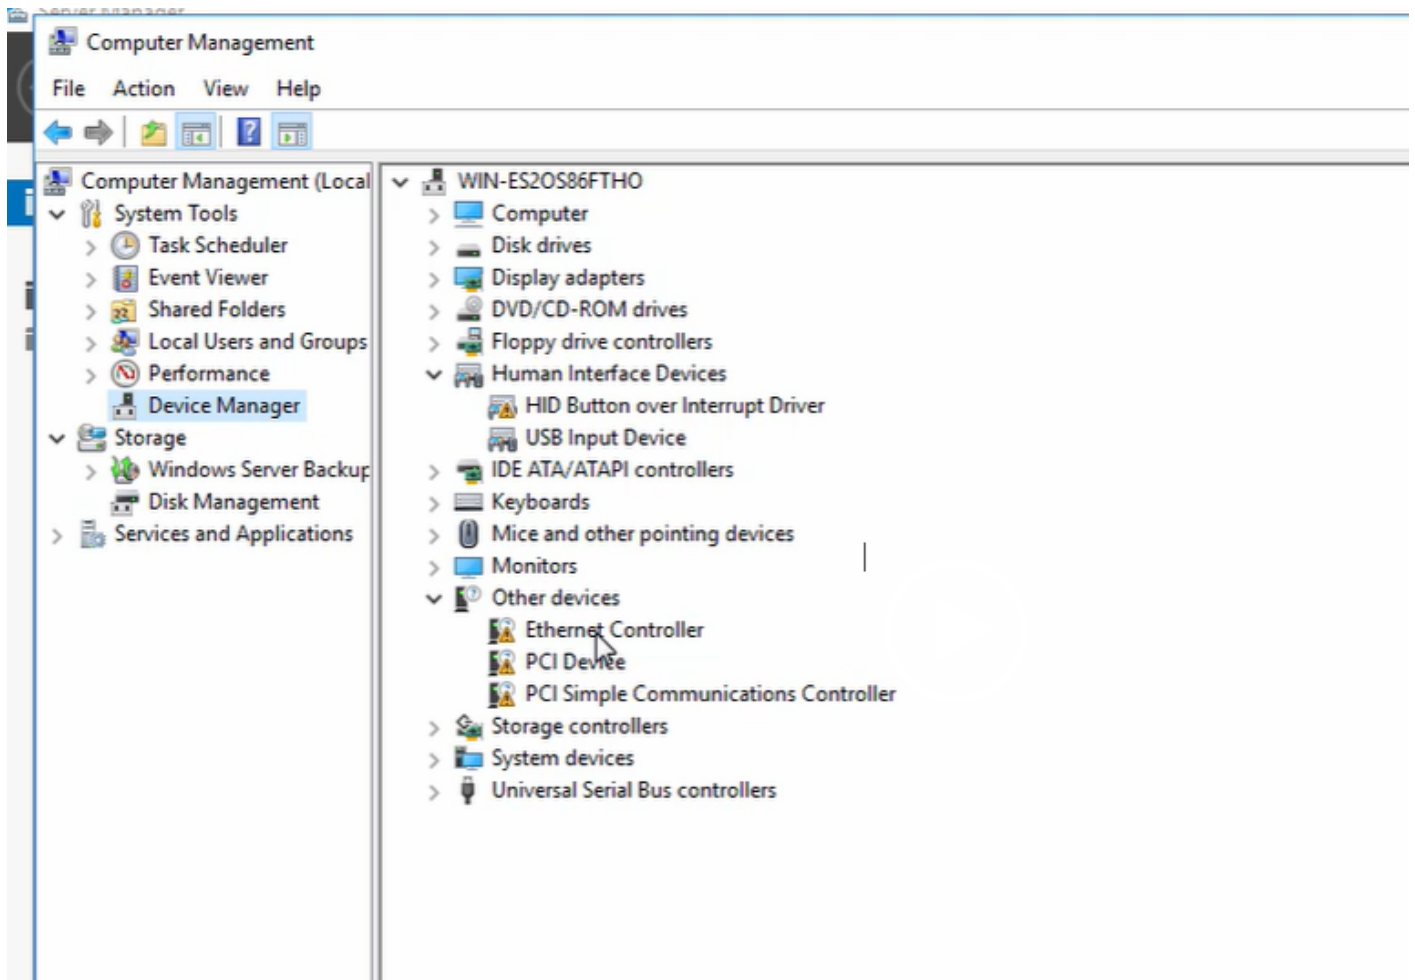 Server Manager
Computer Management
File Action View Help
Computer Management (Local
System Tools
Task Scheduler
Event Viewer
Shared Folders
Local Users and Groups
Performance
Device Manager
Storage
Windows Server Backup
Disk Management
Services and Applications
WIN-ES2OS86FTHO
Computer
Disk drives
Display adapters
DVD/CD-ROM drives
Floppy drive controllers
Human Interface Devices
HID Button over Interrupt Driver
USB Input Device
IDE ATA/ATAPI controllers
Keyboards
Mice and other pointing devices
Monitors
Other devices
Ethernet Controller
PCI Device
PCI Simple Communications Controller
Storage controllers
System devices
Universal Serial Bus controllers